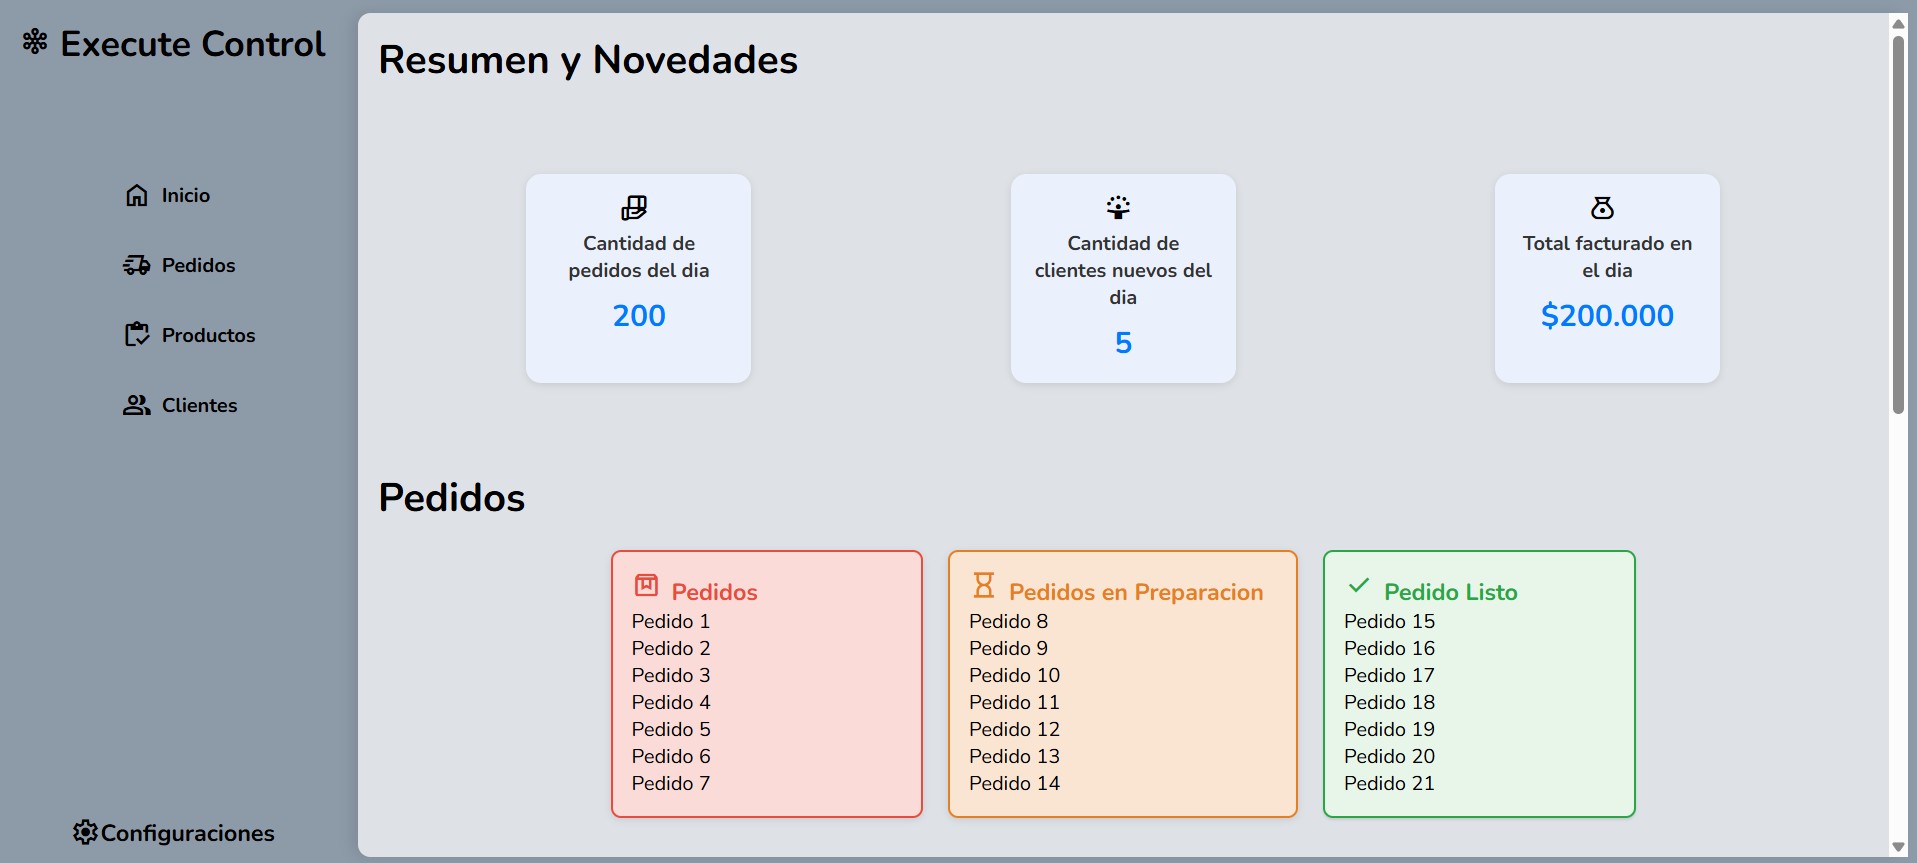 Execute Control
Inicio
Pedidos
Productos
Clientes
Configuraciones
Resumen y Novedades
Cantidad de
pedidos del dia
200
Cantidad de
clientes nuevos del
dia
5
Total facturado en
el dia
$200.000
Pedidos
Pedidos
Pedido 1
Pedido 2
Pedido 3
Pedido 4
Pedido 5
Pedido 6
Pedido 7
Pedidos en Preparacion
Pedido 8
Pedido 9
Pedido 10
Pedido 11
Pedido 12
Pedido 13
Pedido 14
Pedido Listo
Pedido 15
Pedido 16
Pedido 17
Pedido 18
Pedido 19
Pedido 20
Pedido 21